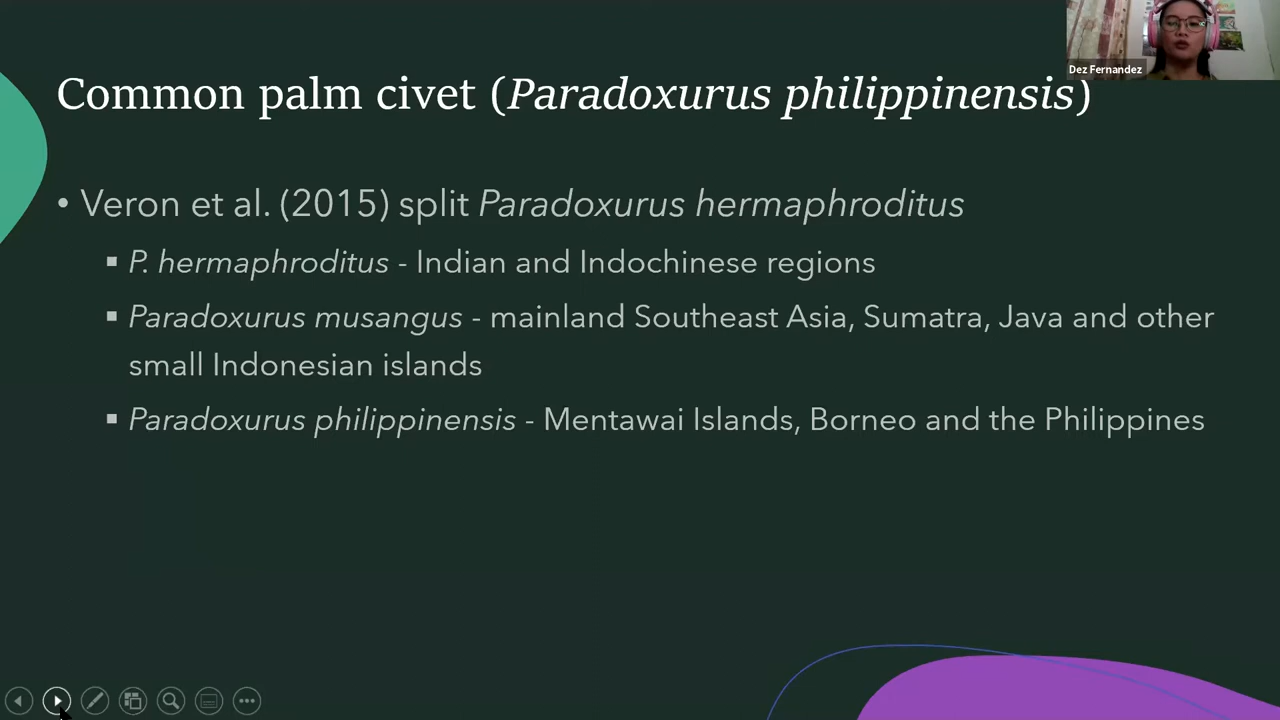 Dez Fernandez
Common palm civet (Paradoxurus philippinensis)
• Veron et al. (2015) split Paradoxurus hermaphroditus
▪ P. hermaphroditus - Indian and Indochinese regions
▪ Paradoxurus musangus - mainland Southeast Asia, Sumatra, Java and other
small Indonesian islands
▪ Paradoxurus philippinensis - Mentawai Islands, Borneo and the Philippines